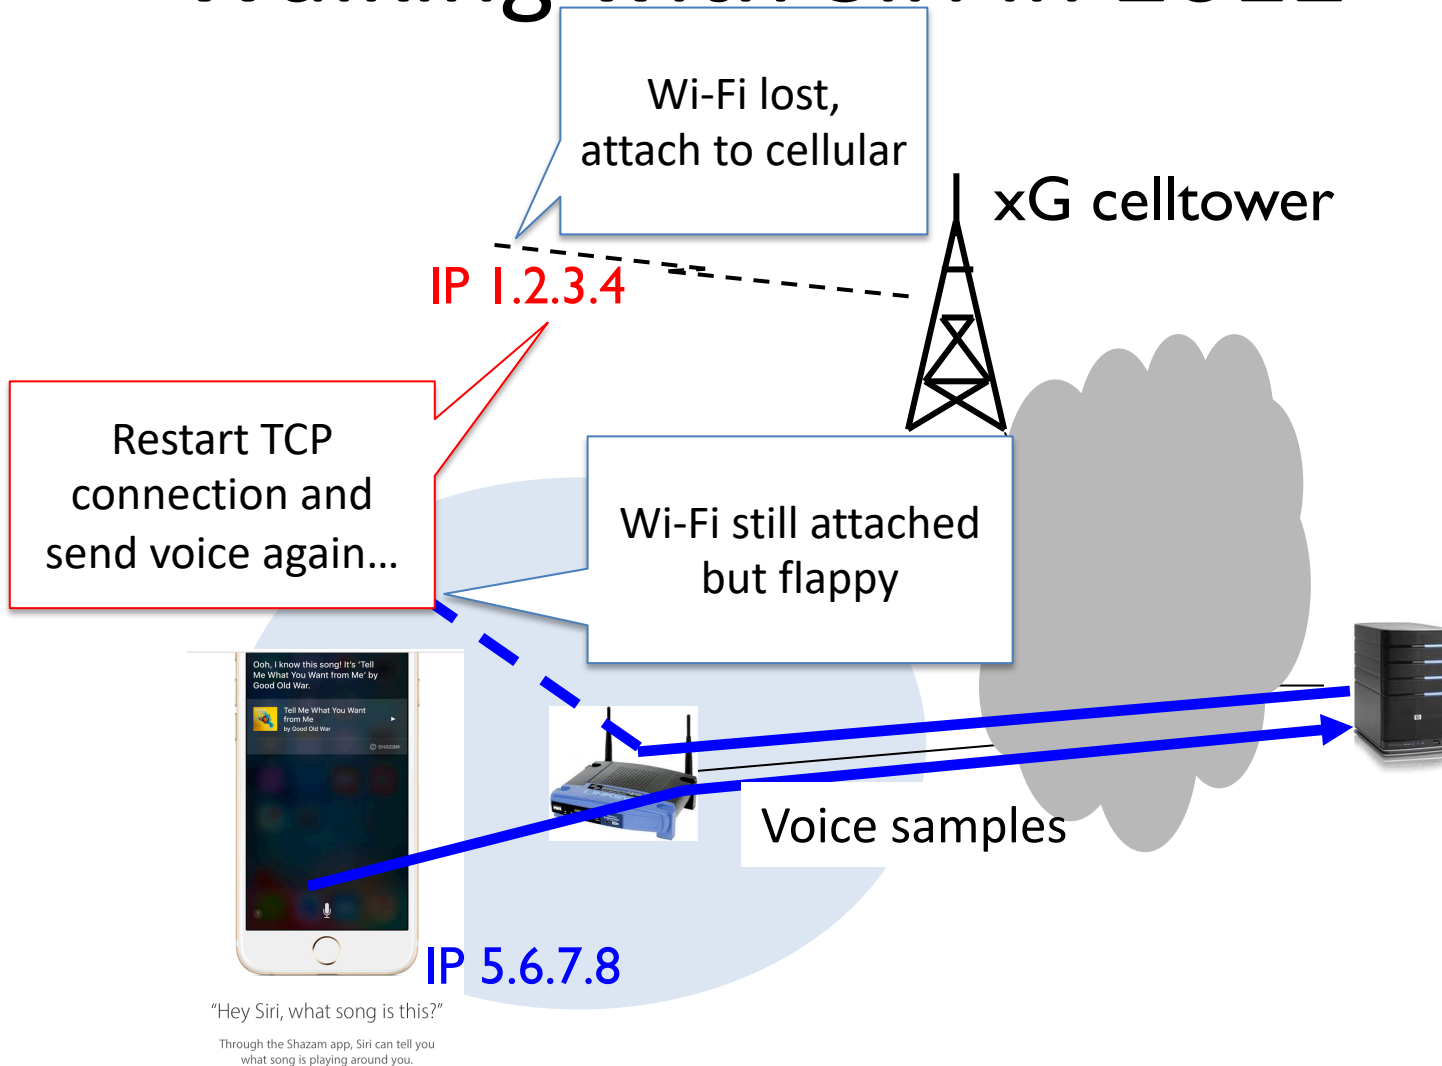 Wi-Fi lost,
attach to cellular
xG celltower
IP 1.2.3.4
Restart TCP
connection and
send voice again...
Wi-Fi still attached
but flappy
Ooh, I know this song! It's 'Tell
Me What You Want from Me' by
Good Old War.
Tell Me What You Want
from Me
by Good Old War
SHAZAM
Voice samples
IP 5.6.7.8
"Hey Siri, what song is this?"
Through the Shazam app, Siri can tell you
what song is playing around you.